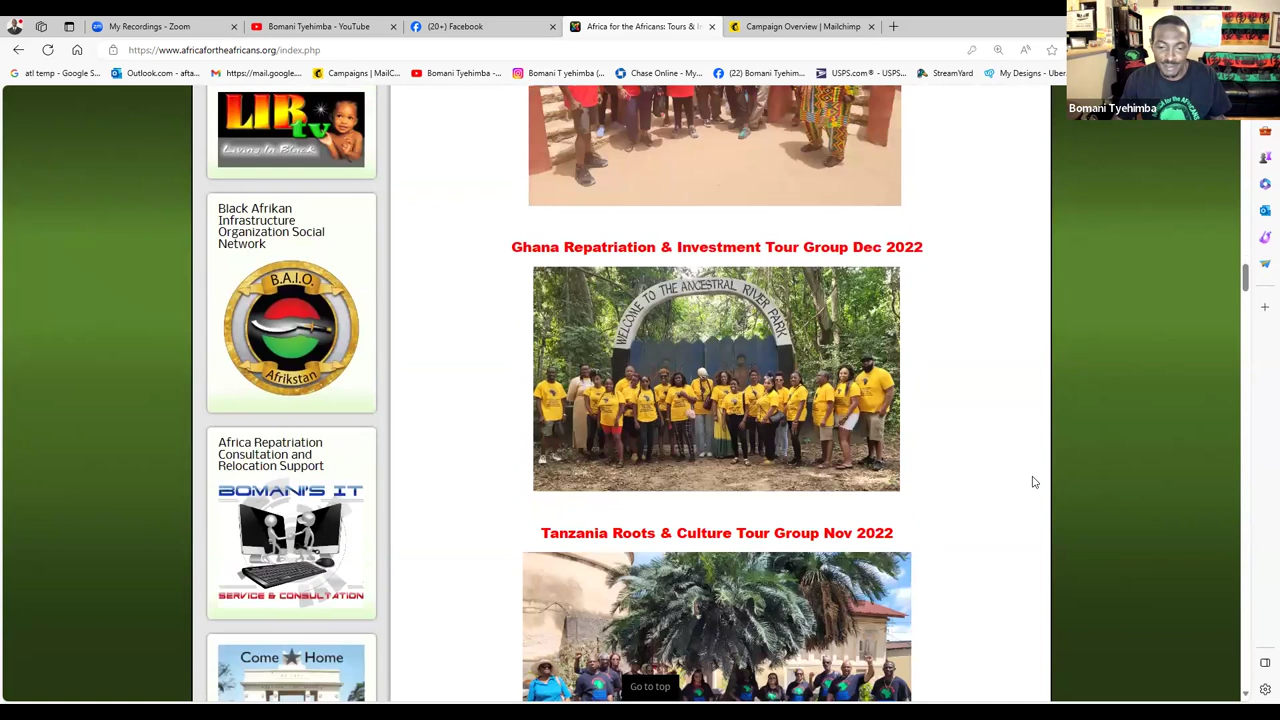 My Recordings - Zoom
Bomani Tyehimba - YouTube
(20+) Facebook
Africa for the Africans: Tours & In
Campaign Overview | Mailchimp
https://www.africafortheafricans.org/index.php
atl temp - Google S...
Outlook.com - afta...
https://mail.google....
Campaigns | MailC...
Bomani Tyehimba -...
Bomani T yehimba (...
Chase Online - My...
(22) Bomani Tyehim...
USPS.com® - USPS...
StreamYard
My Designs - Uber
Bomani Tyehimba
LIB
tv
Living In Black
Black Afrikan
Infrastructure
Organization Social
Network
B.A.I.O.
Afrikstan
Africa Repatriation
Consultation and
Relocation Support
BOMANI'S IT
SERVICE & CONSULTATION
Come Home
Ghana Repatriation & Investment Tour Group Dec 2022
WELCOME TO THE ANCESTRAL RIVER PARK
Tanzania Roots & Culture Tour Group Nov 2022
Go to top